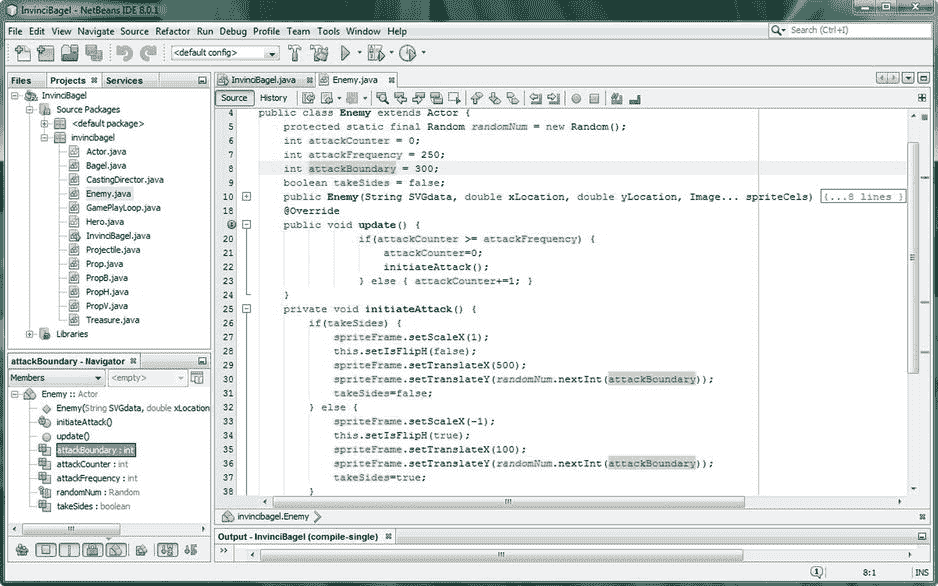 InvinciBagel - NetBeans IDE 8.0.1
File Edit View Navigate Source Refactor Run Debug Profile Team Tools Window Help
Search (Ctrl+I)
<default config>
Files Projects Services
InvinciBagel
Source Packages
<default package>
invincibagel
Actor.java
Bagel.java
CastingDirector.java
Enemy.java
GamePlayLoop.java
Hero.java
InvinciBagel.java
Projectile.java
Prop.java
PropB.java
PropH.java
PropV.java
Treasure.java
Libraries
attackBoundary - Navigator
Members <empty>
Enemy :: Actor
Enemy(String SVGdata, double xLocation
initiateAttack()
update()
attackBoundary : int
attackCounter : int
attackFrequency : int
randomNum : Random
takeSides : boolean
InvinciBagel.java Enemy.java
Source History
4 public class Enemy extends Actor {
5 protected static final Random randomNum = new Random();
6 int attackCounter = 0;
7 int attackFrequency = 250;
8 int attackBoundary = 300;
9 boolean takeSides = false;
10 public Enemy(String SVGdata, double xLocation, double yLocation, Image... spriteCels) {...8 lines }
18 @Override
public void update() {
20 if(attackCounter >= attackFrequency) {
21 attackCounter=0;
22 initiateAttack();
23 } else { attackCounter+=1; }
24 }
25 private void initiateAttack() {
26 if(takeSides) {
27 spriteFrame.setScaleX(1);
28 this.setIsFlipH(false);
29 spriteFrame.setTranslateX(500);
30 spriteFrame.setTranslateY(randomNum.nextInt(attackBoundary));
31 takeSides=false;
32 } else {
33 spriteFrame.setScaleX(-1);
34 this.setIsFlipH(true);
35 spriteFrame.setTranslateX(100);
36 spriteFrame.setTranslateY(randomNum.nextInt(attackBoundary));
37 takeSides=true;
38 }
invincibagel.Enemy
Output - InvinciBagel (compile-single)
1 8:1 INS